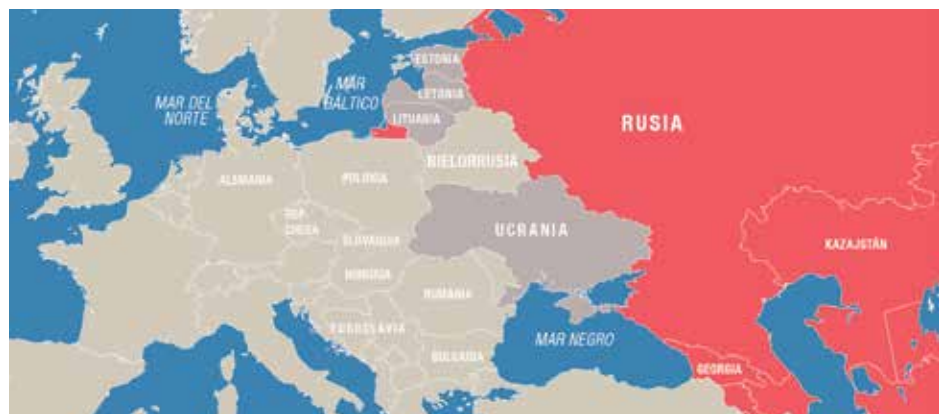 ESTONIA
MAR
BÁLTICO
LETONIA
MAR DEL
NORTE
LITUANIA
RUSIA
BIELORRUSIA
ALEMANIA
POLONIA
REP.
CHECA
UCRANIA
ESLOVAQUIA
KAZAJSTÁN
HUNGRIA
RUMANIA
YUGOSLAVIA
MAR NEGRO
BULGARIA
GEORGIA